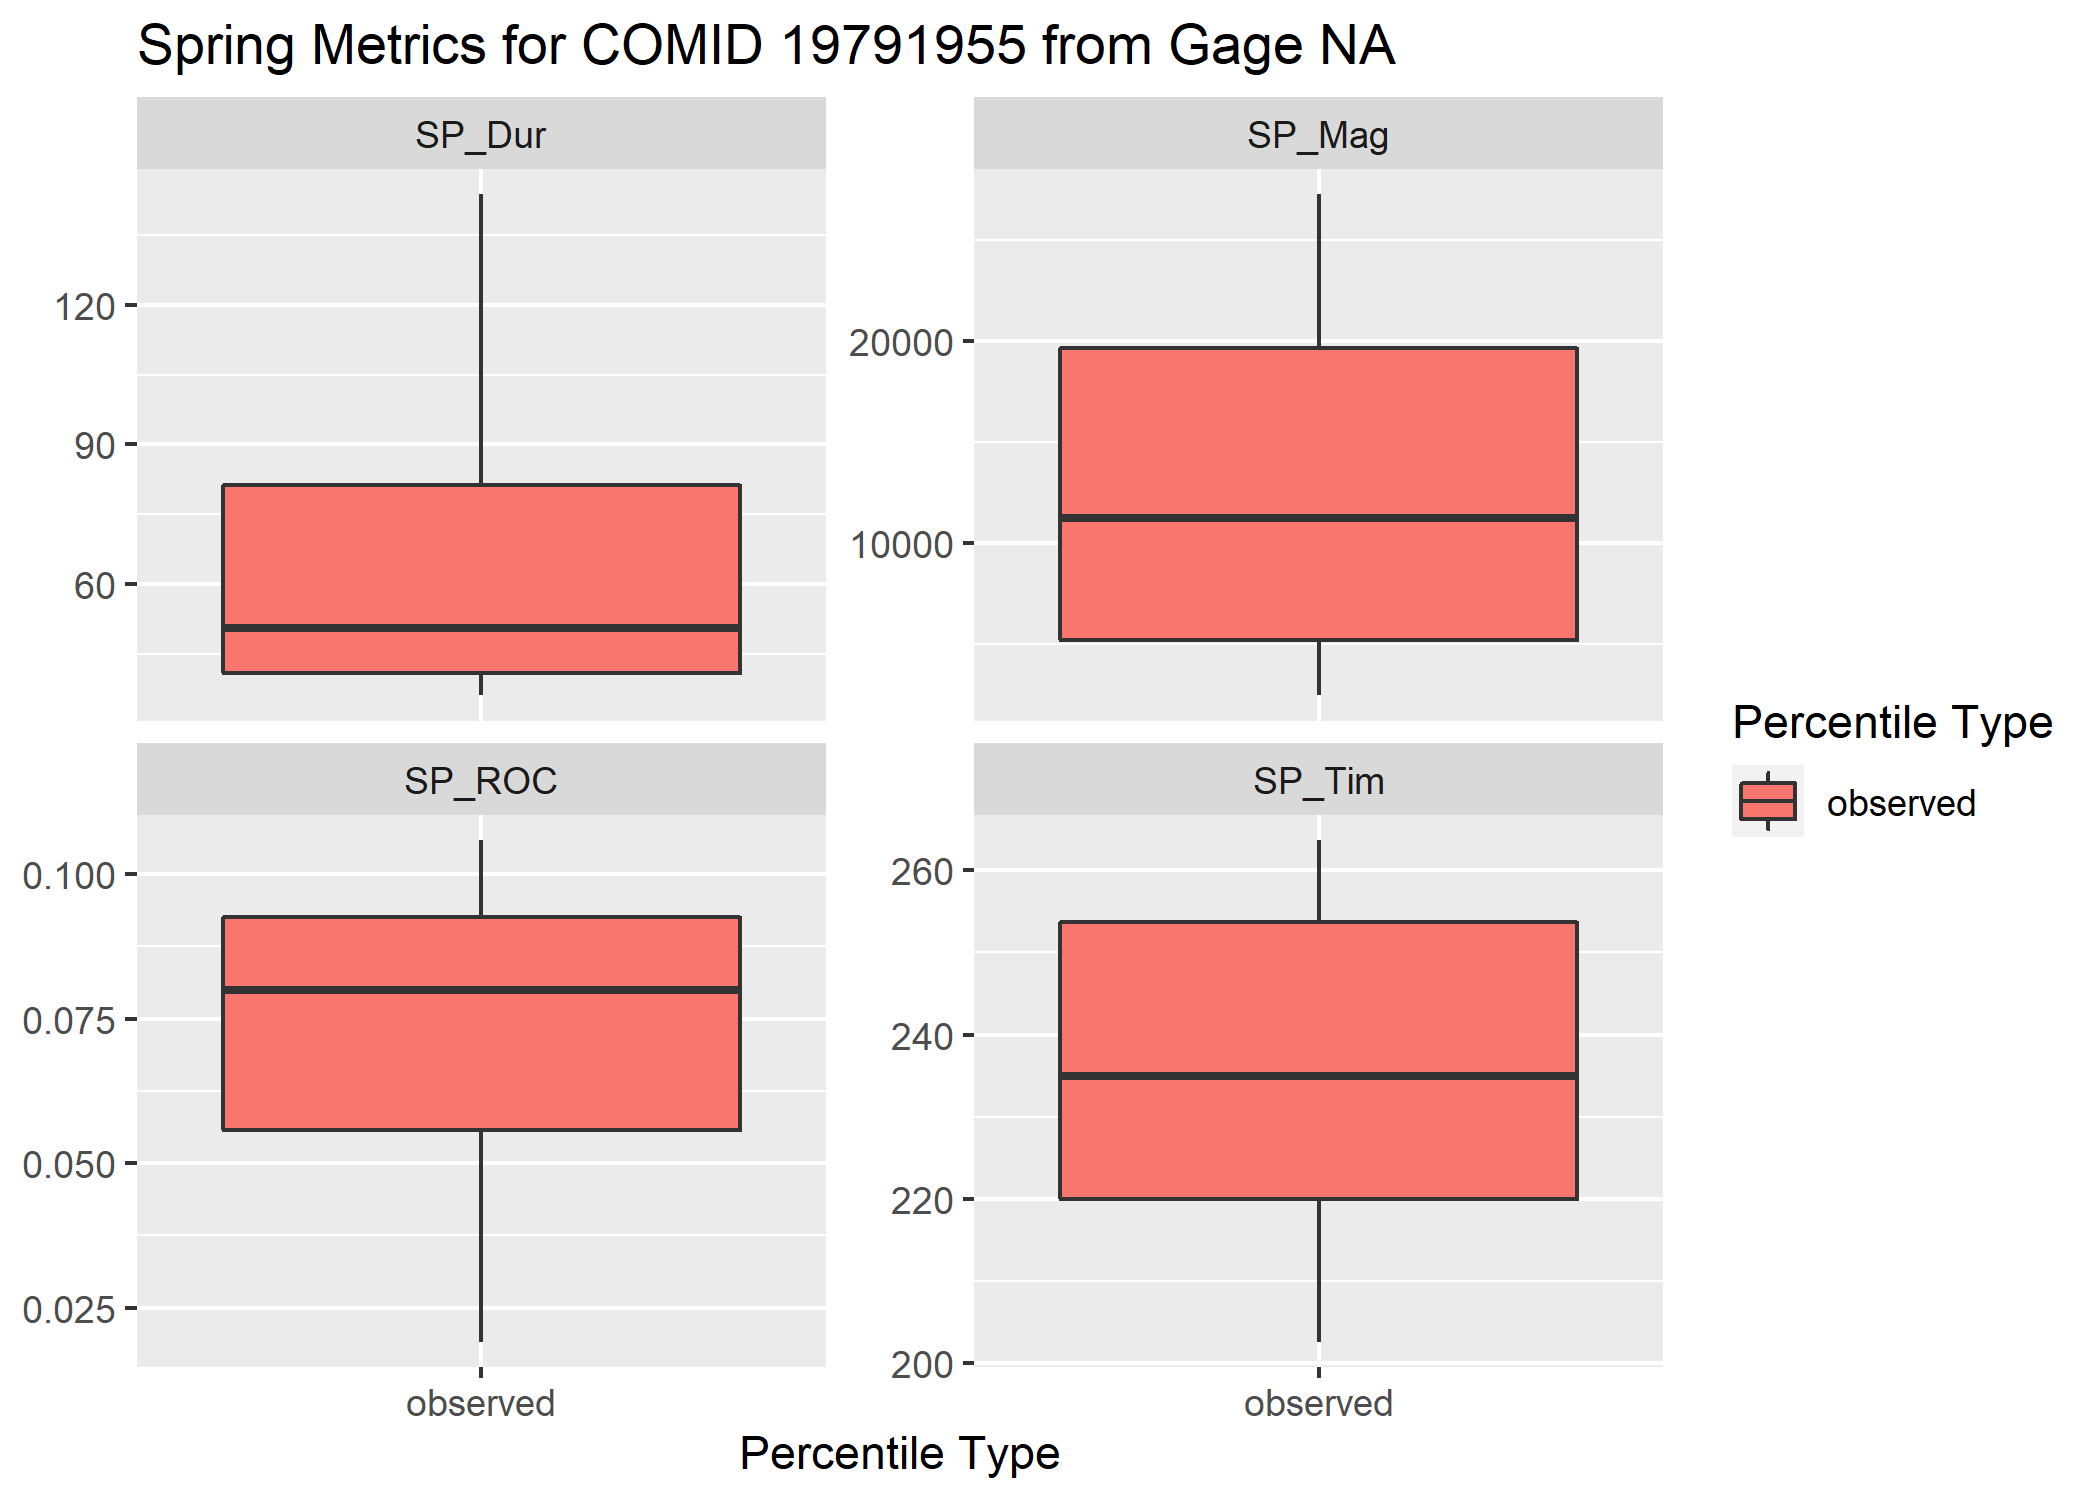 Spring Metrics for COMID 19791955 from Gage NA
SP_Dur
SP_Mag
120
90
60
20000
10000
SP_ROC
SP_Tim
0.100
0.075
0.050
0.025
260
240
220
200
observed
observed
Percentile Type
Percentile Type
observed